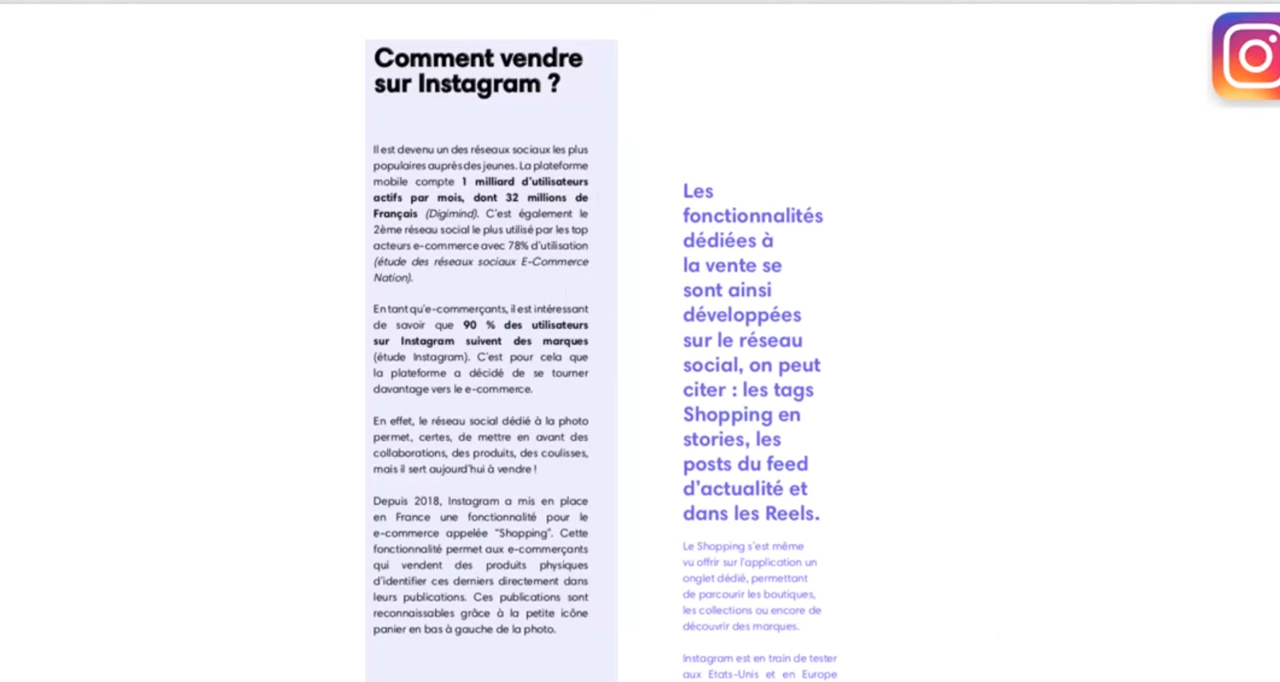 Comment vendre
sur Instagram ?
Il est devenu un des réseaux sociaux les plus
populaires auprès des jeunes. La plateforme
mobile compte 1 milliard d'utilisateurs
actifs par mois, dont 32 millions de
Français (Digimind). C'est également le
2ème réseau social le plus utilisé par les top
acteurs e-commerce avec 78% d'utilisation
(étude des réseaux sociaux E-Commerce
Nation).
En tant qu'e-commerçants, il est intéressant
de savoir que 90 % des utilisateurs
sur Instagram suivent des marques
(étude Instagram). C'est pour cela que
la plateforme a décidé de se tourner
davantage vers le e-commerce.
En effet, le réseau social dédié à la photo
permet, certes, de mettre en avant des
collaborations, des produits, des coulisses,
mais il sert aujourd'hui à vendre !
Depuis 2018, Instagram a mis en place
en France une fonctionnalité pour le
e-commerce appelée "Shopping". Cette
fonctionnalité permet aux e-commerçants
qui vendent des produits physiques
d'identifier ces derniers directement dans
leurs publications. Ces publications sont
reconnaissables grâce à la petite icône
panier en bas à gauche de la photo.
Les
fonctionnalités
dédiées à
la vente se
sont ainsi
développées
sur le réseau
social, on peut
citer : les tags
Shopping en
stories, les
posts du feed
d'actualité et
dans les Reels.
Le Shopping s'est même
vu offrir sur l'application un
onglet dédié, permettant
de parcourir les boutiques,
les collections ou encore de
découvrir des marques.
Instagram est en train de tester
aux Etats-Unis et en Europe